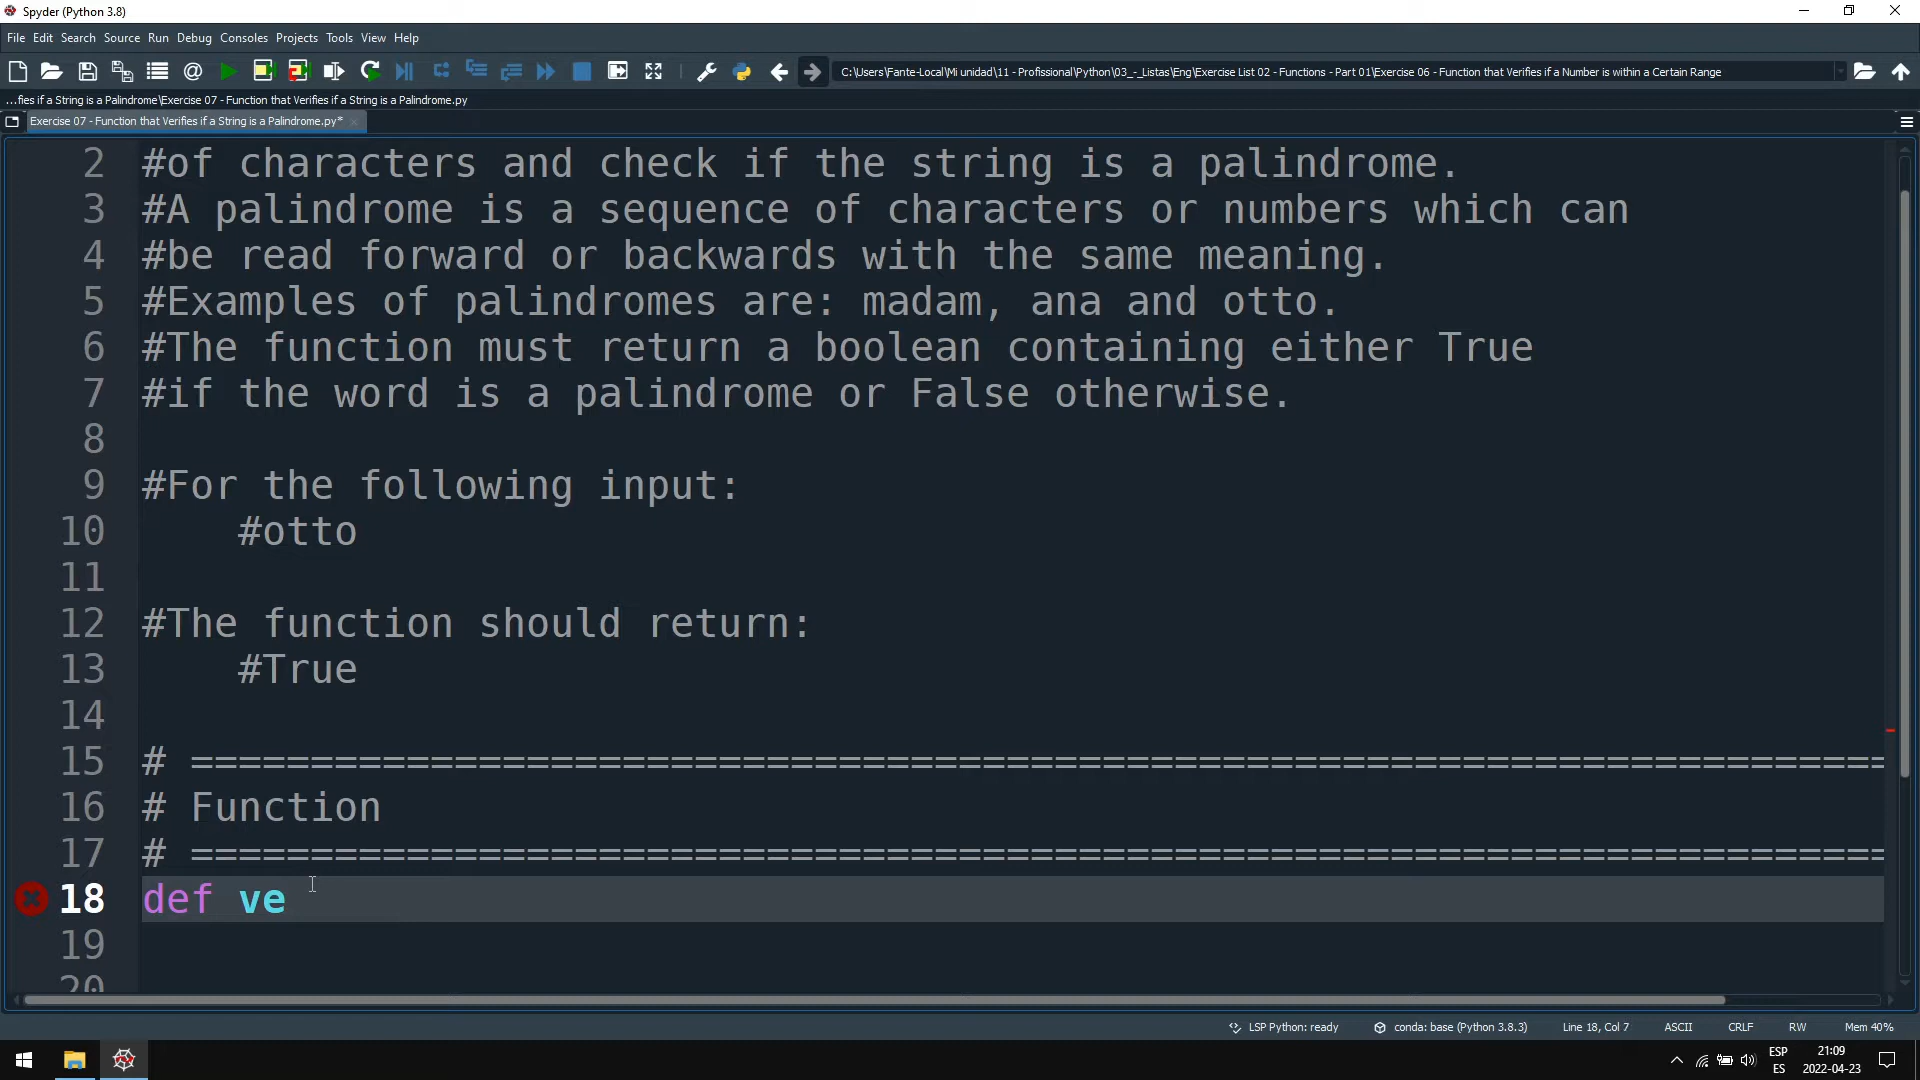 Spyder (Python 3.8)
File Edit Search Source Run Debug Consoles Projects Tools View Help
C:\Users\Fante-Local\Mi unidad\11 - Profissional\Python\03_-_Listas\Eng\Exercise List 02 - Functions - Part 01\Exercise 06 - Function that Verifies if a Number is within a Certain Range
...fies if a String is a Palindrome\Exercise 07 - Function that Verifies if a String is a Palindrome.py
Exercise 07 - Function that Verifies if a String is a Palindrome.py*
2 #of characters and check if the string is a palindrome.
3 #A palindrome is a sequence of characters or numbers which can
4 #be read forward or backwards with the same meaning.
5 #Examples of palindromes are: madam, ana and otto.
6 #The function must return a boolean containing either True
7 #if the word is a palindrome or False otherwise.
8
9 #For the following input:
10 #otto
11
12 #The function should return:
13 #True
14
15 # =======================================================================
16 # Function
17 # =======================================================================
18 def ve
19
20
LSP Python: ready conda: base (Python 3.8.3) Line 18, Col 7 ASCII CRLF RW Mem 40%
ESP 21:09
ES 2022-04-23